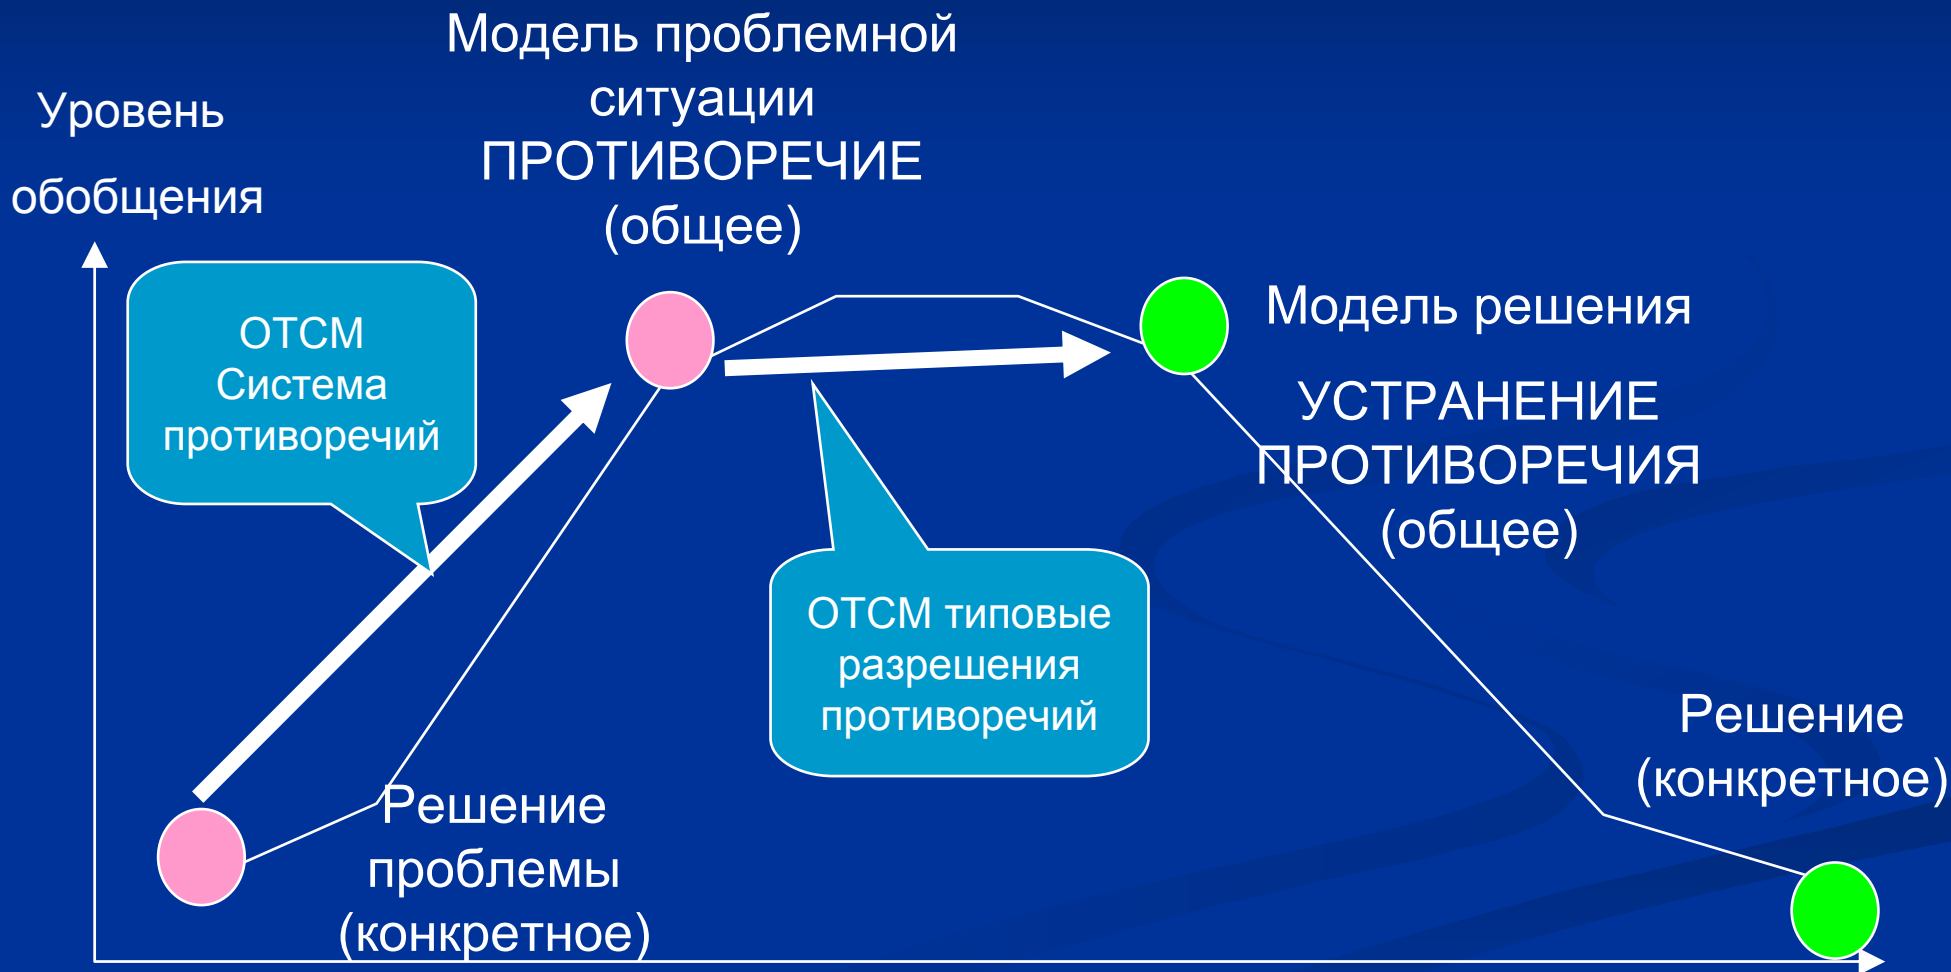 Модель проблемной
ситуации
ПРОТИВОРЕЧИЕ
(общее)
Уровень
обобщения
ОТСМ
Система
противоречий
Модель решения
УСТРАНЕНИЕ
ПРОТИВОРЕЧИЯ
(общее)
ОТСМ типовые
разрешения
противоречий
Решение
(конкретное)
Решение
проблемы
(конкретное)